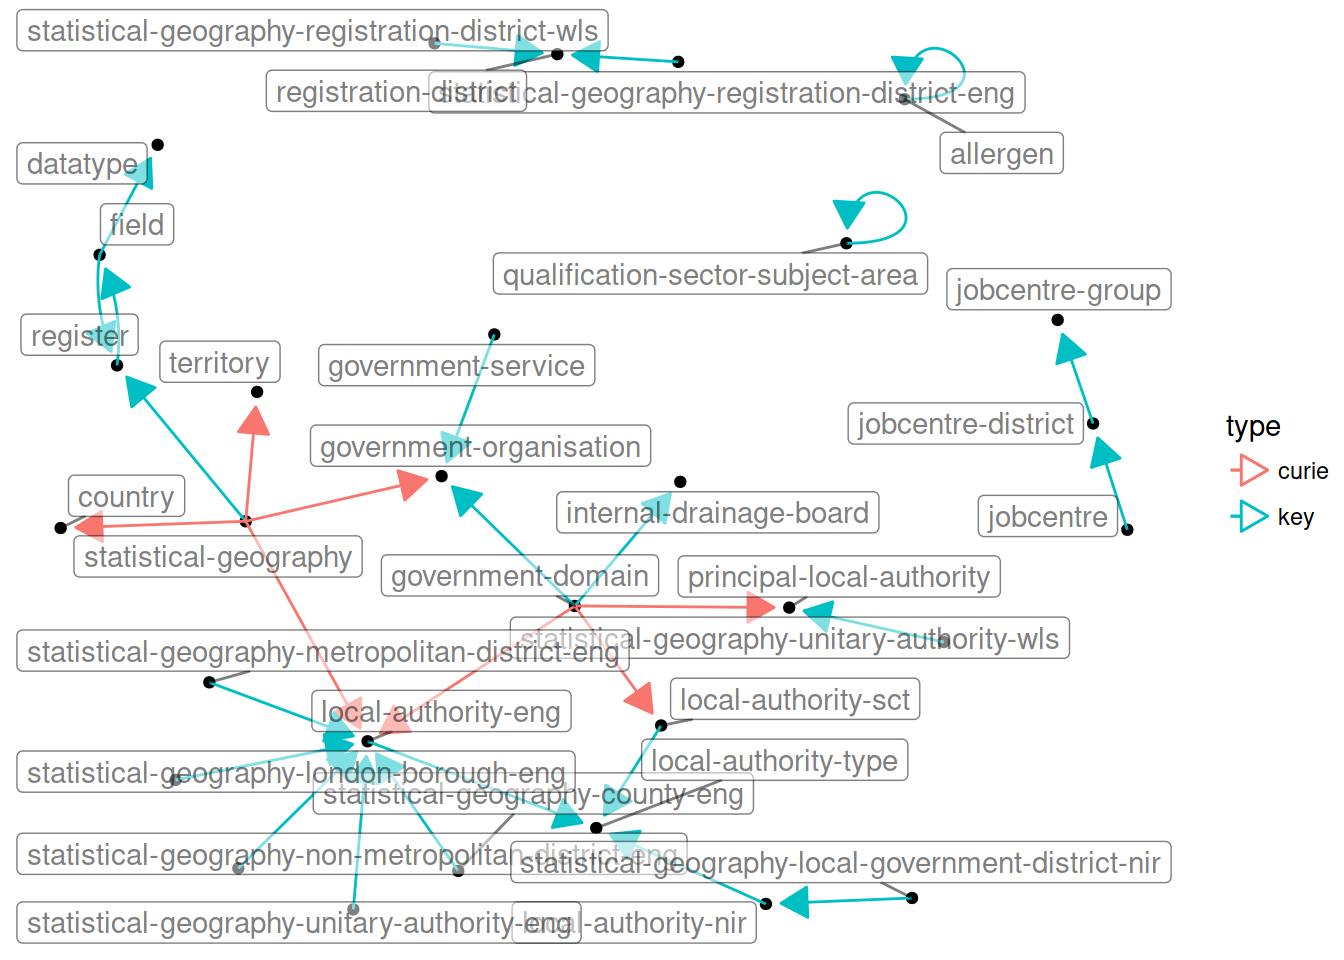 statistical-geography-registration-district-wls
registration-district
statistical-geography-registration-district-eng
allergen
datatype
field
qualification-sector-subject-area
jobcentre-group
register
territory
government-service
jobcentre-district
type
government-organisation
curie
country
internal-drainage-board
jobcentre
key
statistical-geography
government-domain
principal-local-authority
statistical-geography-unitary-authority-wls
statistical-geography-metropolitan-district-eng
local-authority-eng
local-authority-sct
local-authority-type
statistical-geography-london-borough-eng
statistical-geography-county-eng
statistical-geography-non-metropolitan-district-eng
statistical-geography-local-government-district-nir
statistical-geography-unitary-authority-eng
local-authority-nir